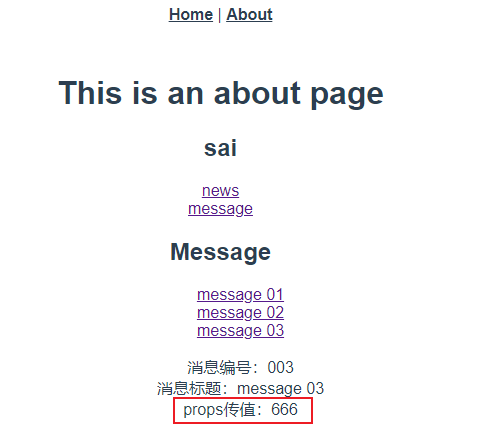 Home | About
This is an about page
sai
news
message
Message
message 01
message 02
message 03
消息编号：003
消息标题：message 03
props传值：666